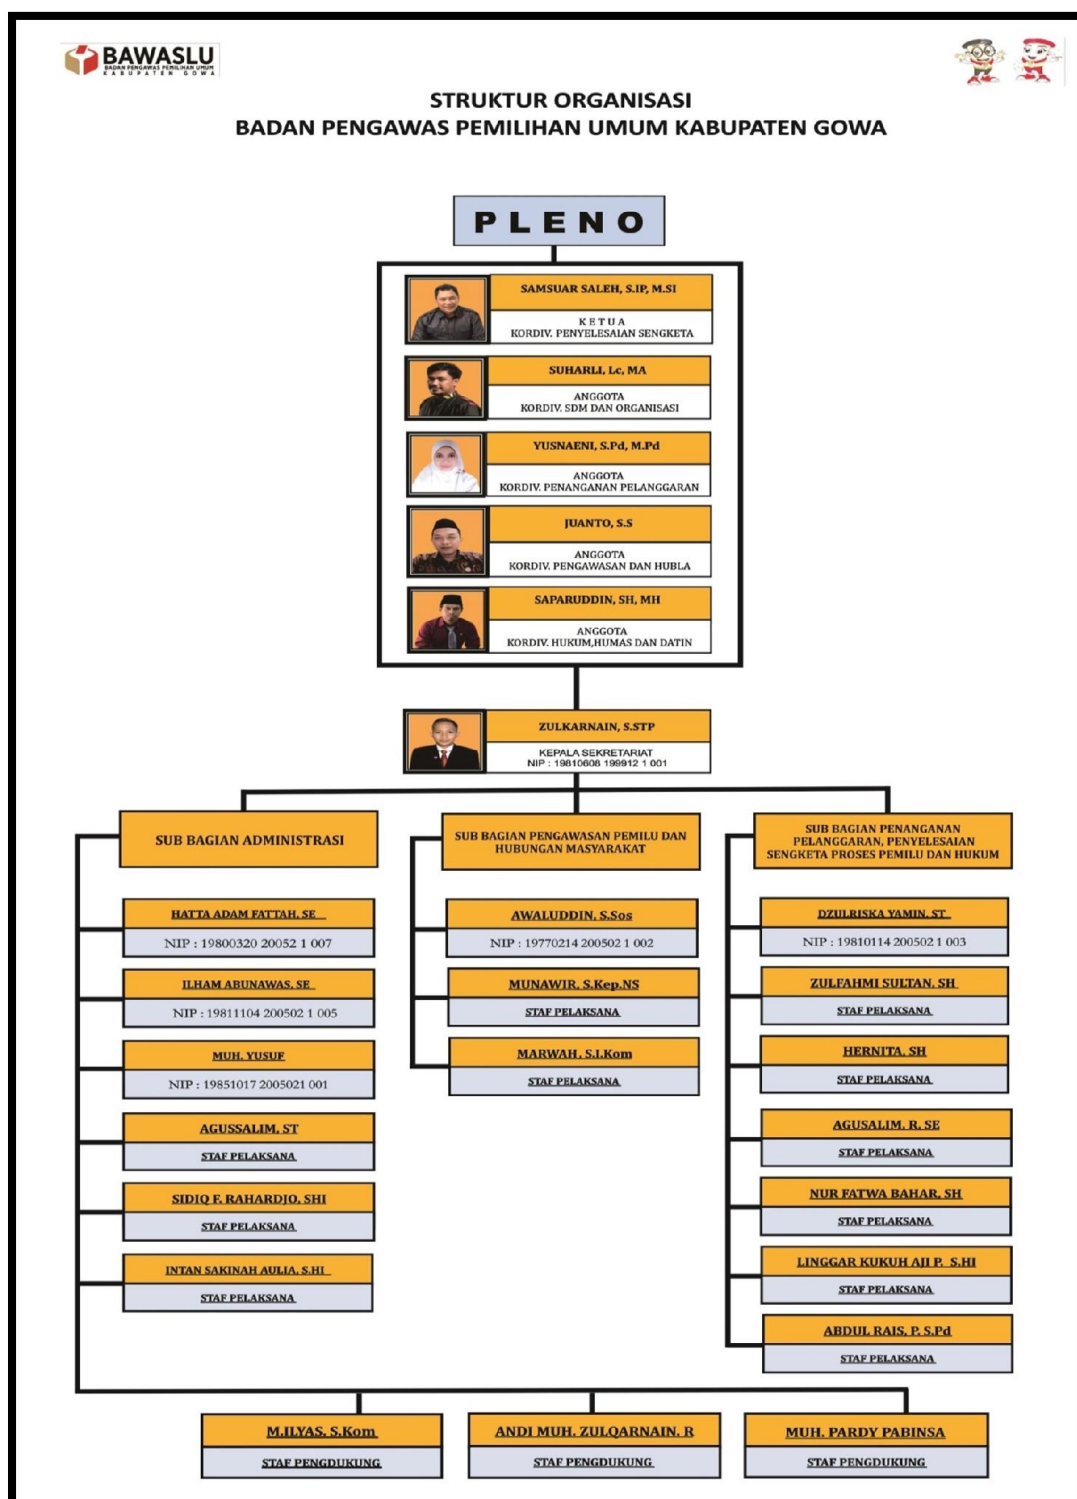 BAWASLU
BADAN PENGAWAS PEMILIHAN UMUM
KABUPATEN GOWA
STRUKTUR ORGANISASI
BADAN PENGAWAS PEMILIHAN UMUM KABUPATEN GOWA
PLENO
SAMSUAR SALEH, S.IP, M.SI
KETUA
KORDIV. PENYELESAIAN SENGKETA
SUHARLI, Lc, MA
ANGGOTA
KORDIV. SDM DAN ORGANISASI
YUSNAENI, S.Pd, M.Pd
ANGGOTA
KORDIV. PENANGANAN PELANGGARAN
JUANTO, S.S
ANGGOTA
KORDIV. PENGAWASAN DAN HUBLA
SAPARUDDIN, SH, MH
ANGGOTA
KORDIV. HUKUM,HUMAS DAN DATIN
ZULKARNAIN, S.STP
KEPALA SEKRETARIAT
NIP : 19810608 199912 1 001
SUB BAGIAN ADMINISTRASI
HATTA ADAM FATTAH, SE
NIP : 19800320 20052 1 007
ILHAM ABUNAWAS, SE
NIP : 19811104 200502 1 005
MUH. YUSUF
NIP : 19851017 2005021 001
AGUSSALIM, ST
STAF PELAKSANA
SIDIQ F. RAHARDJO, SHI
STAF PELAKSANA
INTAN SAKINAH AULIA, S.HI
STAF PELAKSANA
SUB BAGIAN PENGAWASAN PEMILU DAN
HUBUNGAN MASYARAKAT
AWALUDDIN, S.Sos
NIP : 19770214 200502 1 002
MUNAWIR, S.Kep.NS
STAF PELAKSANA
MARWAH, S.I.Kom
STAF PELAKSANA
SUB BAGIAN PENANGANAN
PELANGGARAN, PENYELESAIAN
SENGKETA PROSES PEMILU DAN HUKUM
DZULRISKA YAMIN, ST
NIP : 19810114 200502 1 003
ZULFAHMI SULTAN, SH
STAF PELAKSANA
HERNITA, SH
STAF PELAKSANA
AGUSALIM. R, SE
STAF PELAKSANA
NUR FATWA BAHAR, SH
STAF PELAKSANA
LINGGAR KUKUH AJI P. S.HI
STAF PELAKSANA
ABDUL RAIS, P. S.Pd
STAF PELAKSANA
M.ILYAS, S.Kom
STAF PENGDUKUNG
ANDI MUH. ZULQARNAIN. R
STAF PENGDUKUNG
MUH. PARDY PABINSA
STAF PENGDUKUNG